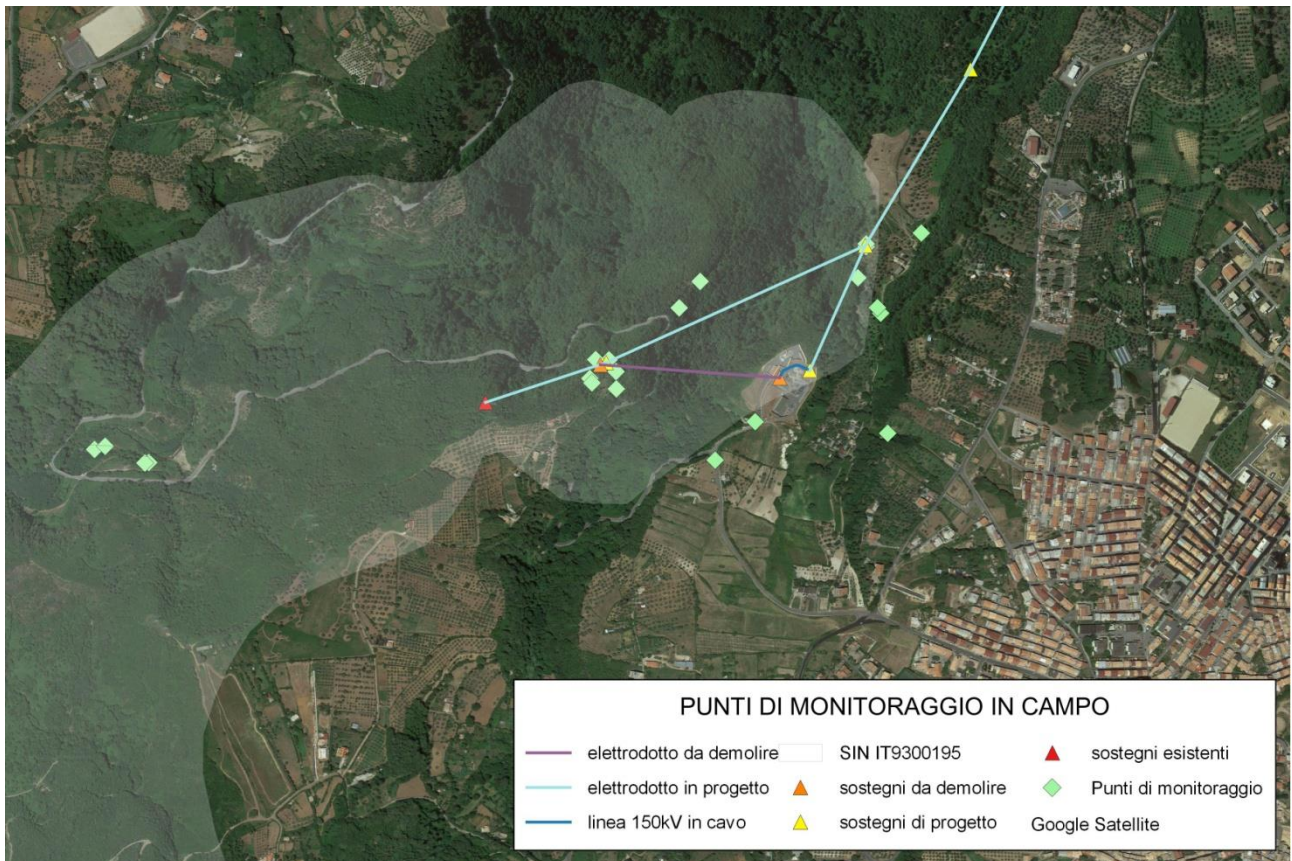 PUNTI DI MONITORAGGIO IN CAMPO
elettrodotto da demolire
SIN IT9300195
sostegni esistenti
elettrodotto in progetto
sostegni da demolire
Punti di monitoraggio
linea 150kV in cavo
sostegni di progetto
Google Satellite